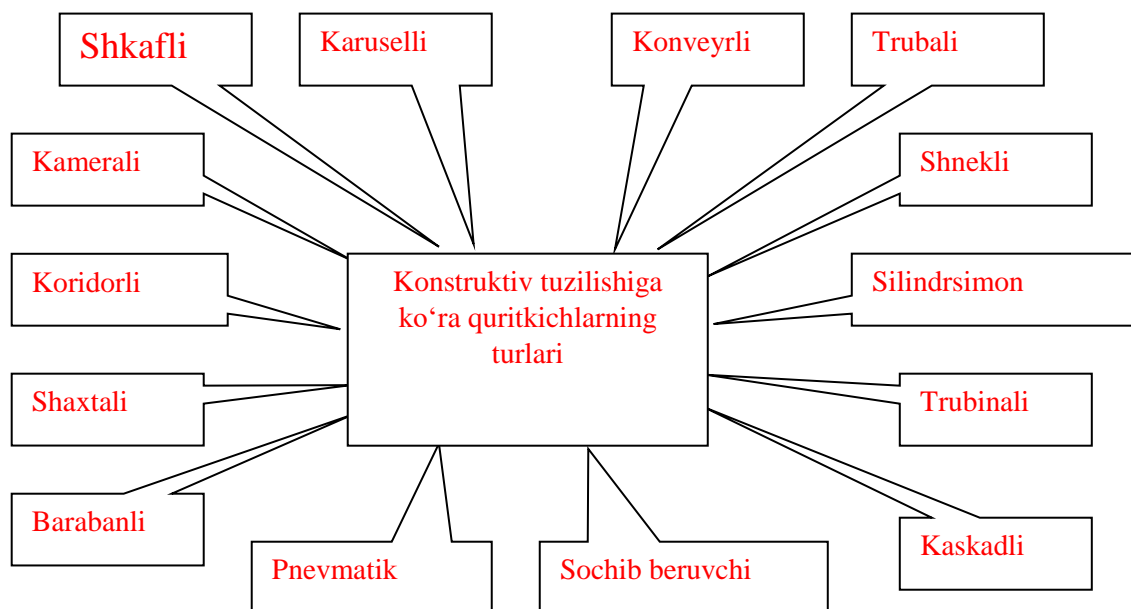 Shkafli
Karuselli
Konveyrli
Trubali
Kamerali
Shnekli
Koridorli
Konstruktiv tuzilishiga
ko‘ra quritkichlarning
turlari
Silindrsimon
Shaxtali
Trubinali
Barabanli
Pnevmatik
Sochib beruvchi
Kaskadli